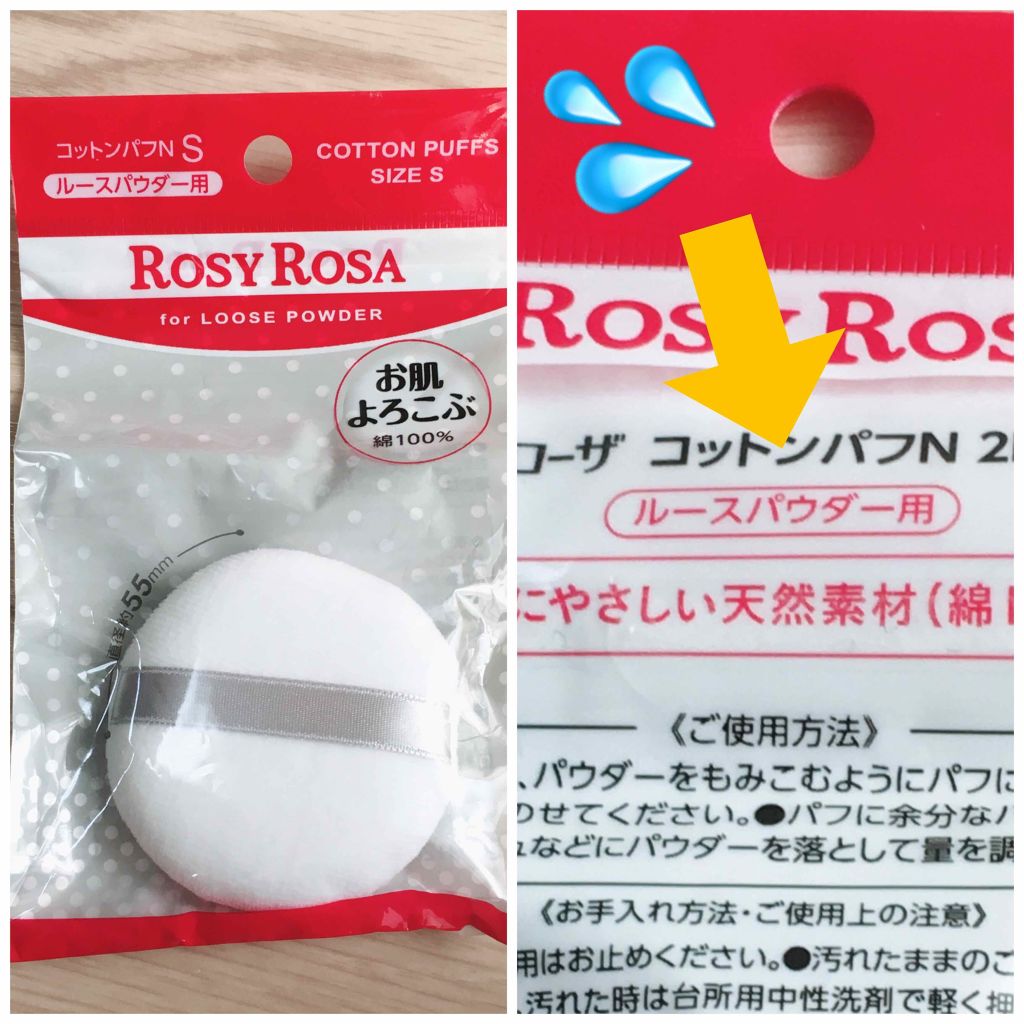 コットンパフN S
ルースパウダー用
COTTON PUFFS
SIZE S
ROSY ROSA
for LOOSE POWDER
お肌
よろこぶ
綿100%
直径約55mm
ROSY ROS
ローザ コットンパフN 2
ルースパウダー用
にやさしい天然素材(綿
《ご使用方法》
、パウダーをもみこむようにパフに
のせてください。●パフに余分な
などにパウダーを落として量を調
《お手入れ方法・ご使用上の注意》
用はお止めください。●汚れたままのご
、汚れた時は台所用中性洗剤で軽く押